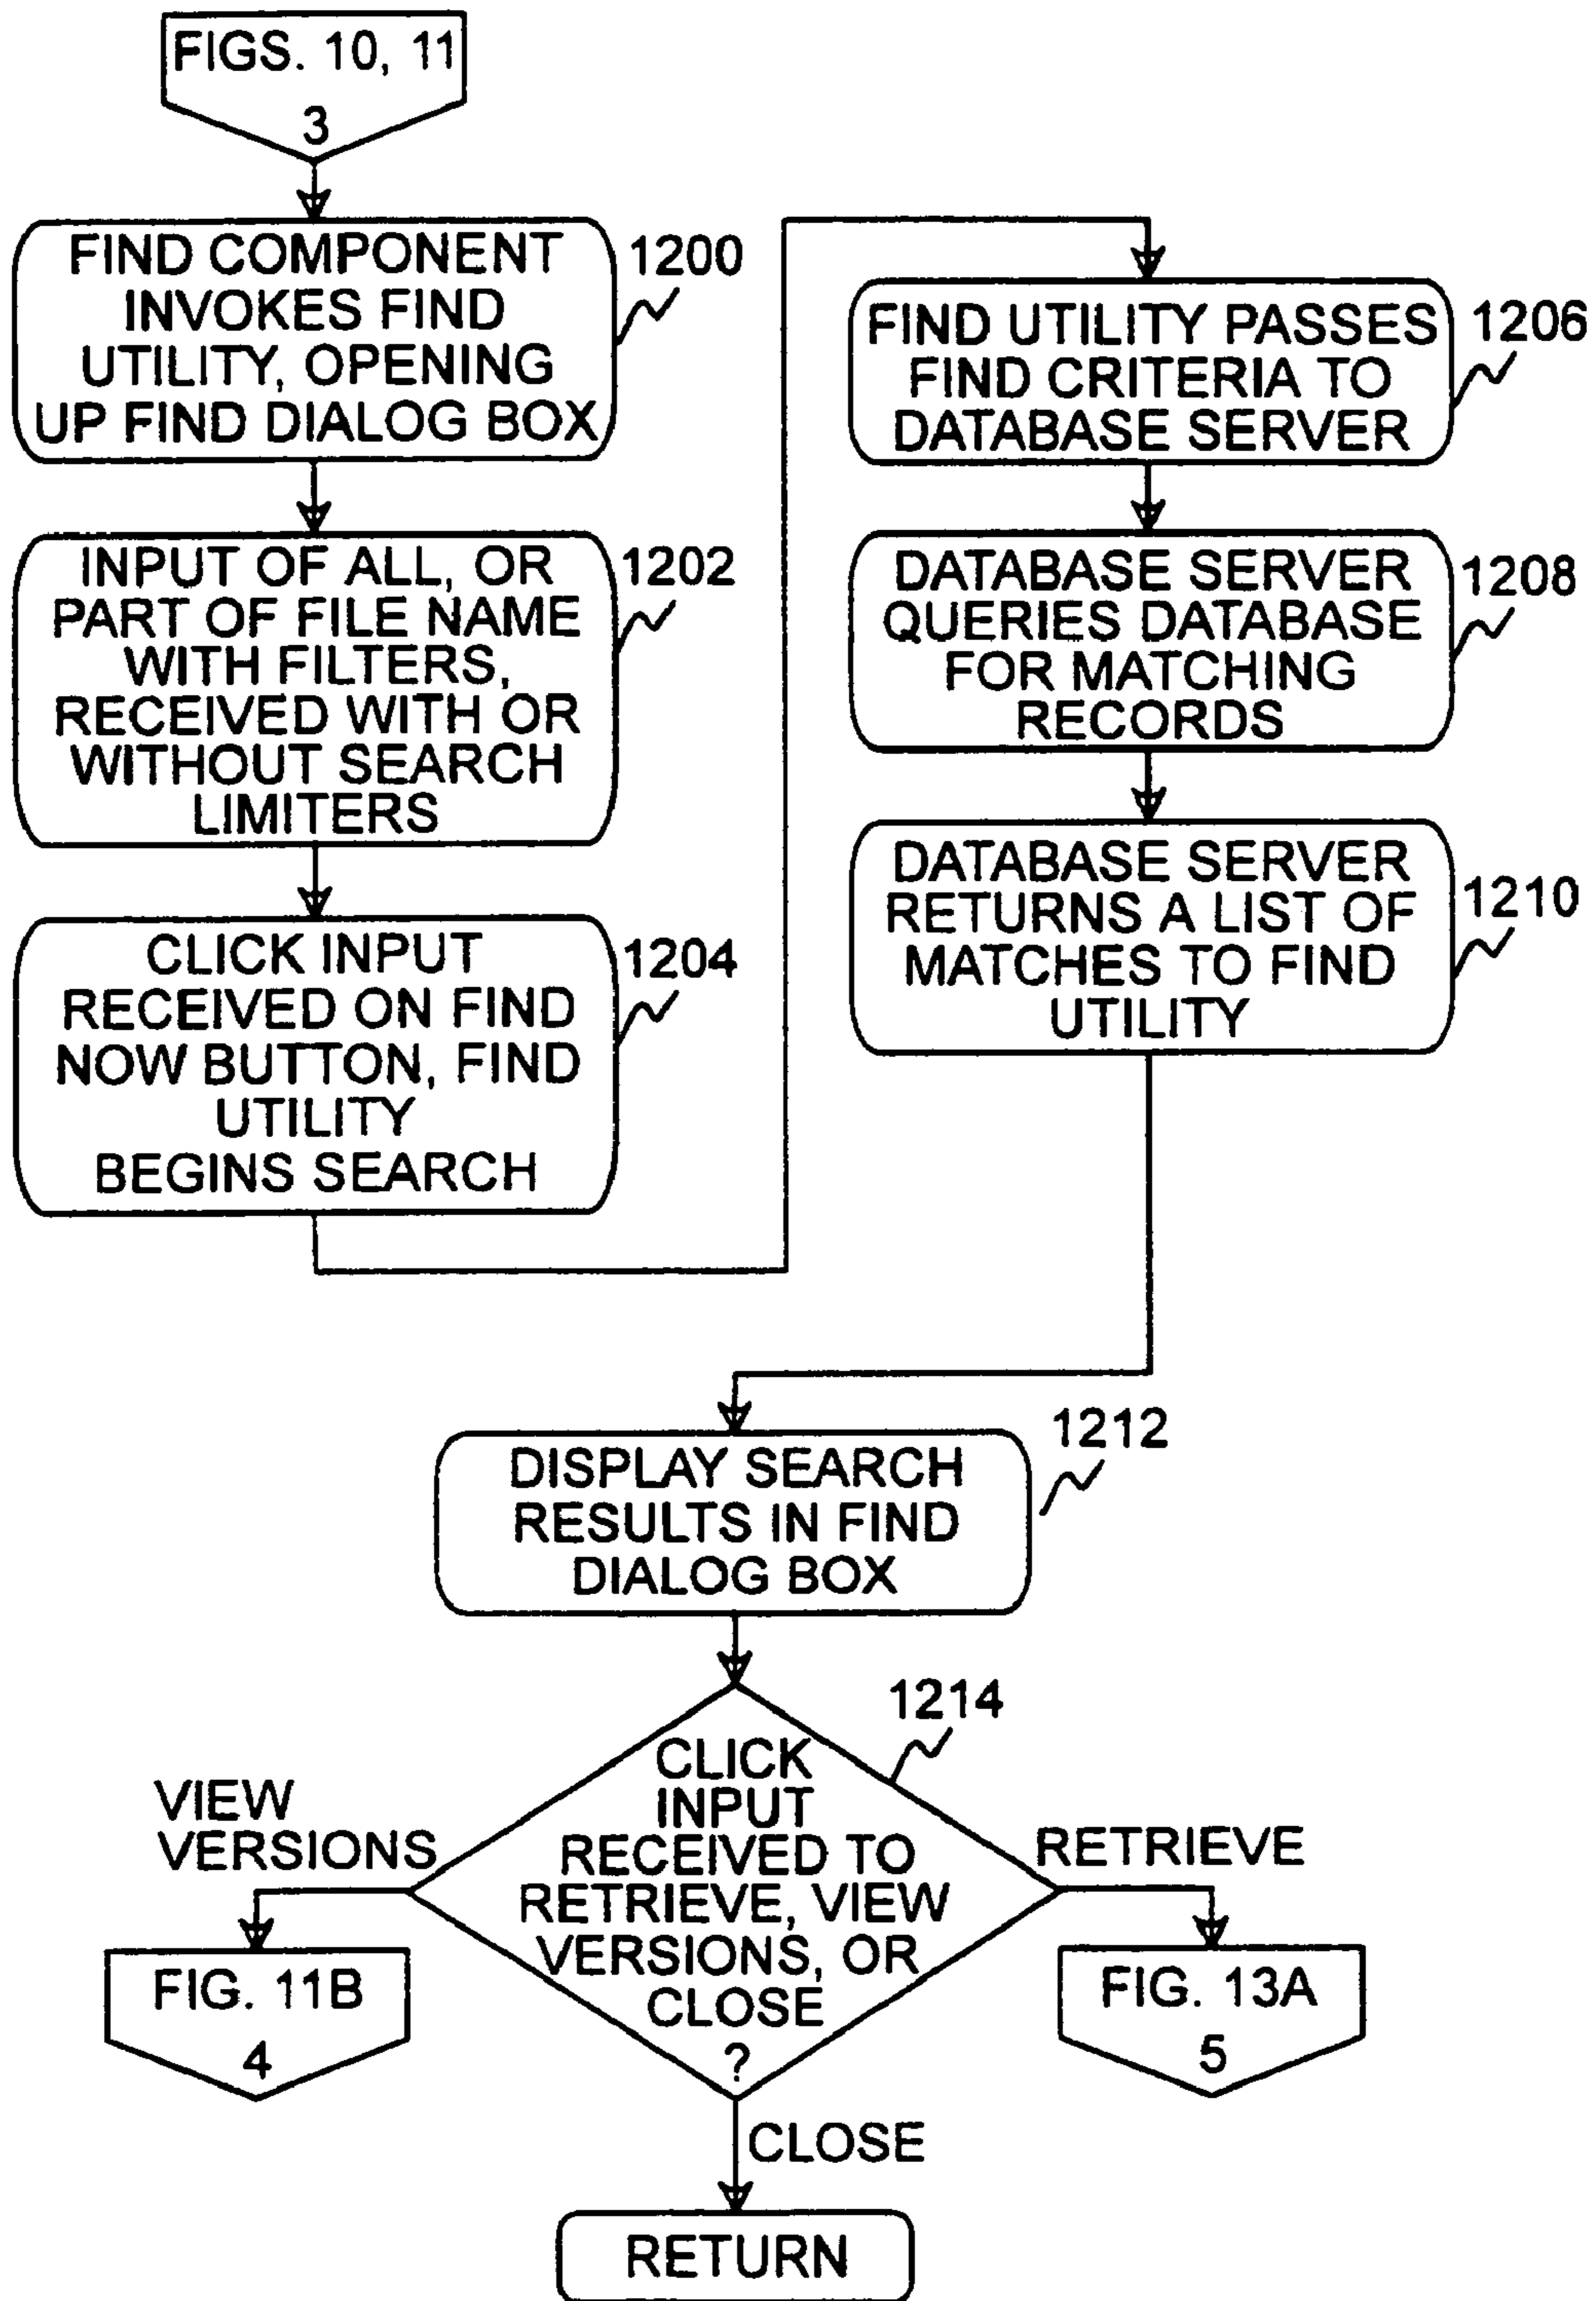 FIGS. 10, 11
3
FIND COMPONENT
INVOKES FIND
UTILITY, OPENING
UP FIND DIALOG BOX
1200
INPUT OF ALL, OR
PART OF FILE NAME
WITH FILTERS,
RECEIVED WITH OR
WITHOUT SEARCH
LIMITERS
1202
CLICK INPUT
RECEIVED ON FIND
NOW BUTTON, FIND
UTILITY
BEGINS SEARCH
1204
FIND UTILITY PASSES
FIND CRITERIA TO
DATABASE SERVER
1206
DATABASE SERVER
QUERIES DATABASE
FOR MATCHING
RECORDS
1208
DATABASE SERVER
RETURNS A LIST OF
MATCHES TO FIND
UTILITY
1210
DISPLAY SEARCH
RESULTS IN FIND
DIALOG BOX
1212
CLICK
INPUT
RECEIVED TO
RETRIEVE, VIEW
VERSIONS, OR
CLOSE
?
1214
VIEW
VERSIONS
FIG. 11B
4
RETRIEVE
FIG. 13A
5
CLOSE
RETURN